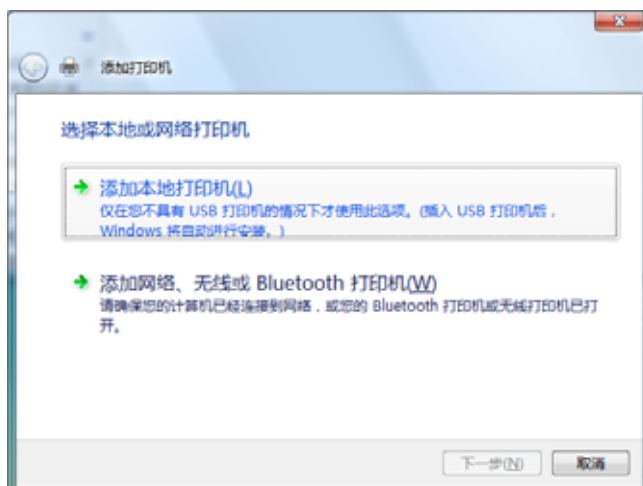 添加打印机
选择本地或网络打印机
添加本地打印机(L)
仅在您不具有 USB 打印机的情况下才使用此选项。(插入 USB 打印机后，
Windows 将自动进行安装。)
添加网络、无线或 Bluetooth 打印机(W)
请确保您的计算机已经连接到网络，或您的 Bluetooth 打印机或无线打印机已打
开。
下一步(N)
取消